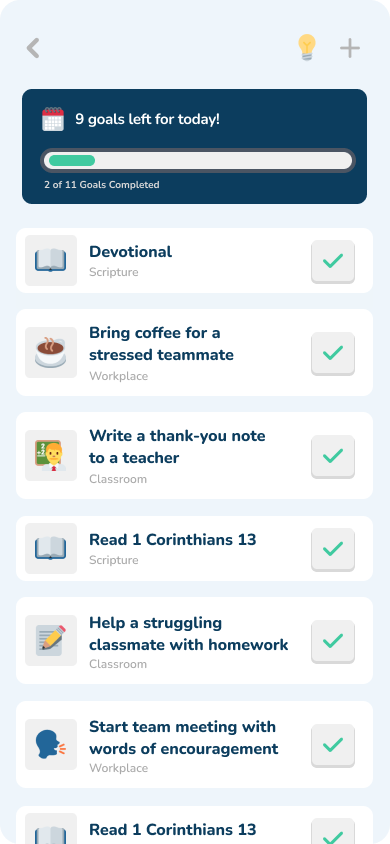 9 goals left for today!
2 of 11 Goals Completed
Devotional
Scripture
Bring coffee for a
stressed teammate
Workplace
Write a thank-you note
to a teacher
Classroom
Read 1 Corinthians 13
Scripture
Help a struggling
classmate with homework
Classroom
Start team meeting with
words of encouragement
Workplace
Read 1 Corinthians 13